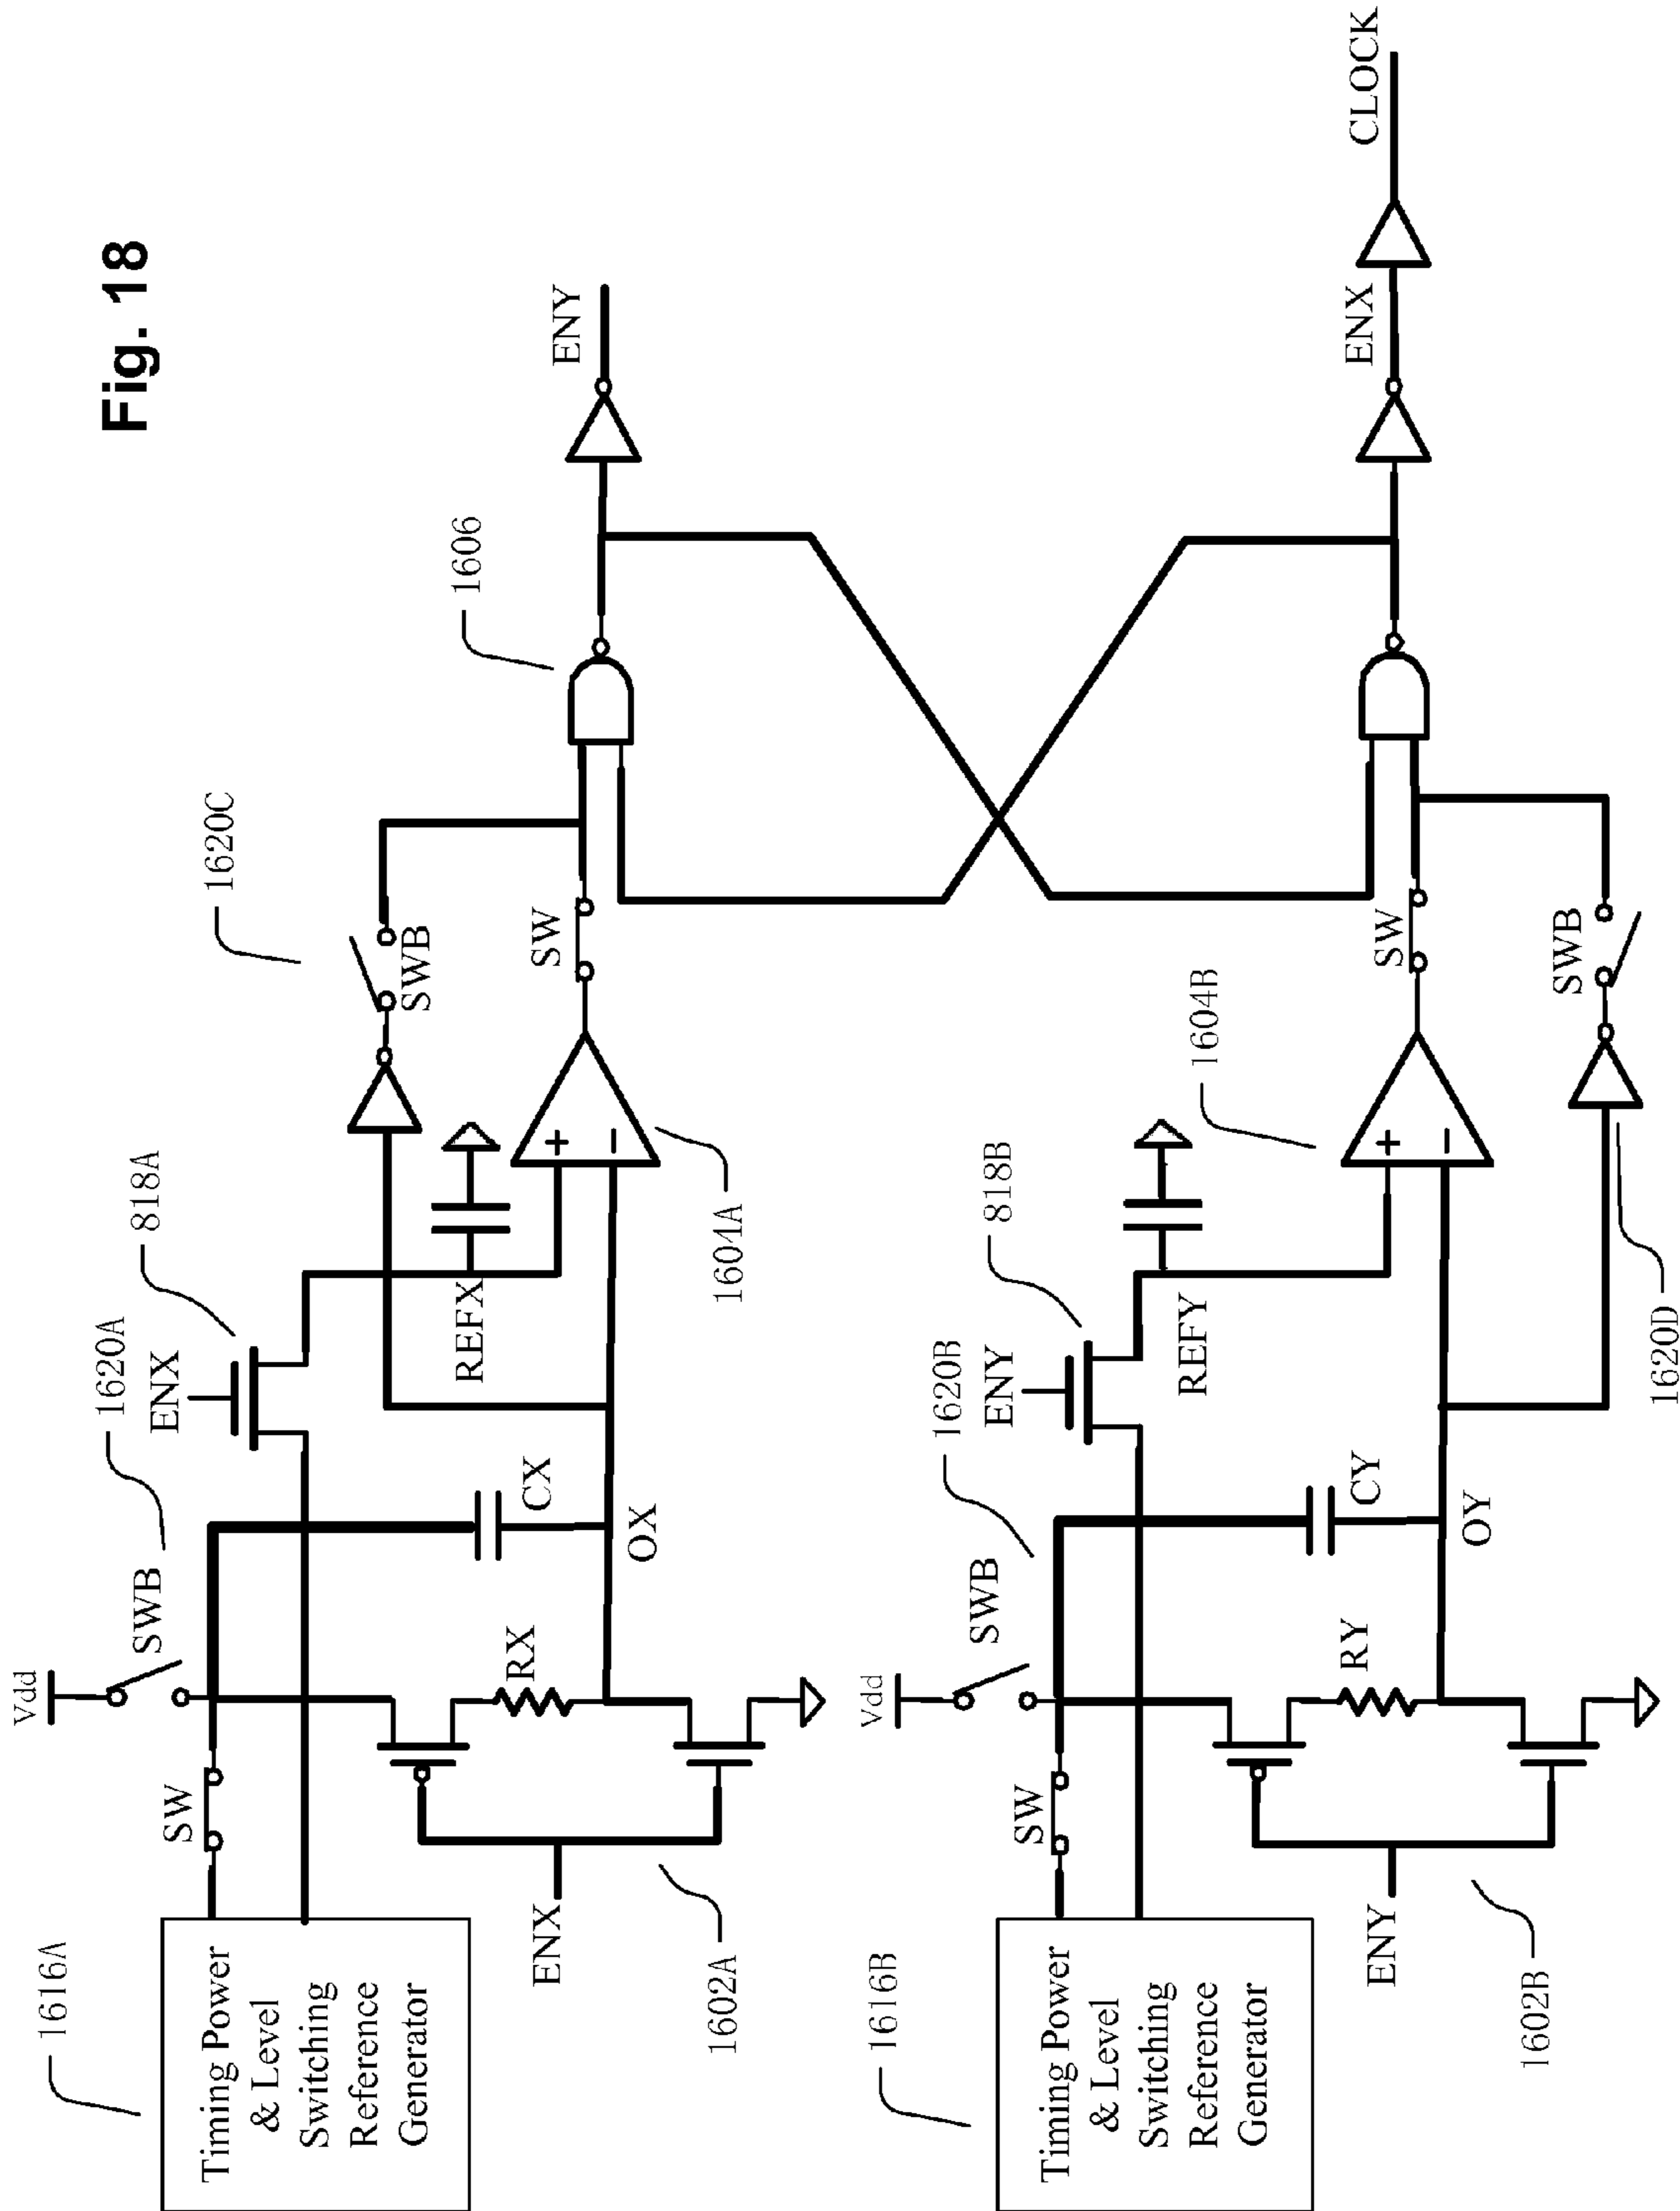 Fig. 18
1616A
Timing Power
& Level
Switching
Reference
Generator
SW
Vdd
SWB
1620A
ENX
818A
1620C
SWB
REFX
CX
RX
OX
ENX
1602A
1604A
SW
1606
ENY
1616B
Timing Power
& Level
Switching
Reference
Generator
SW
Vdd
SWB
1620B
ENY
818B
REFY
CY
RY
OY
ENY
1602B
1604B
SW
SWB
1620D
ENX
CLOCK
+
−
+
−